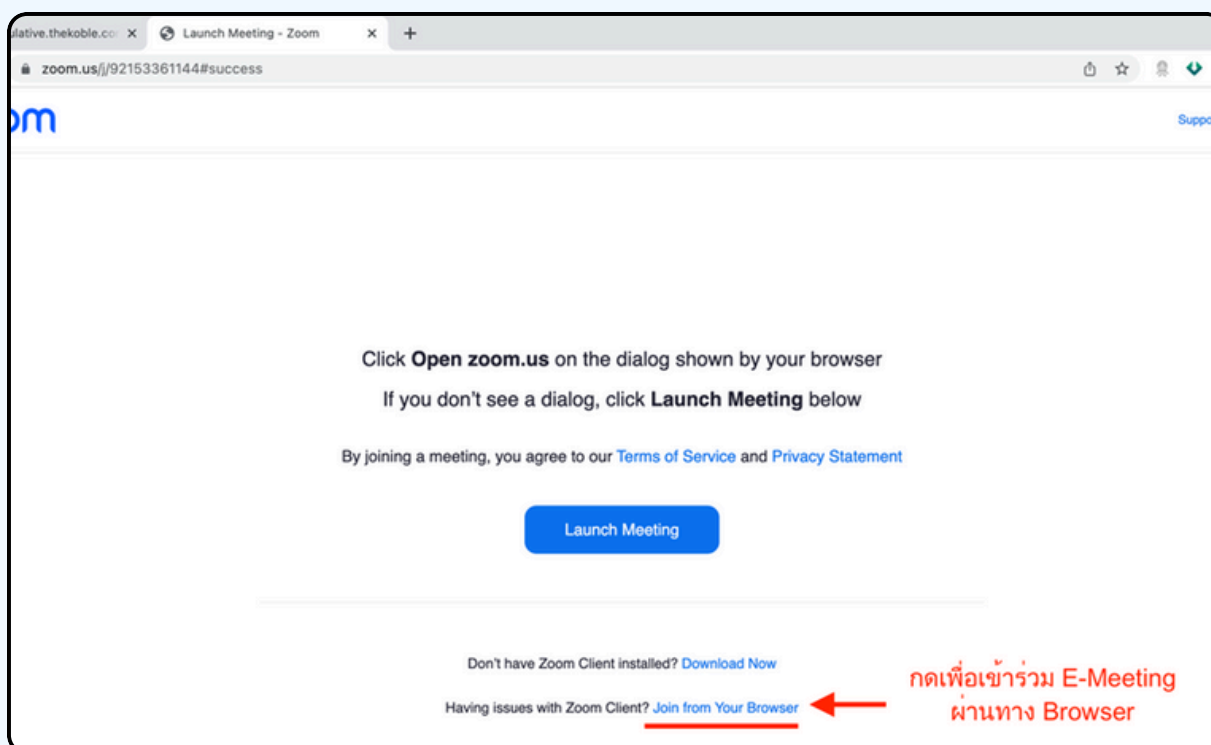 ulative.thekoble.co
Launch Meeting - Zoom
zoom.us/j/92153361144#success
om
Suppo
Click Open zoom.us on the dialog shown by your browser
If you don't see a dialog, click Launch Meeting below
By joining a meeting, you agree to our Terms of Service and Privacy Statement
Launch Meeting
Don't have Zoom Client installed? Download Now
Having issues with Zoom Client? Join from Your Browser
กดเพื่อเข้าร่วม E-Meeting
ผ่านทาง Browser